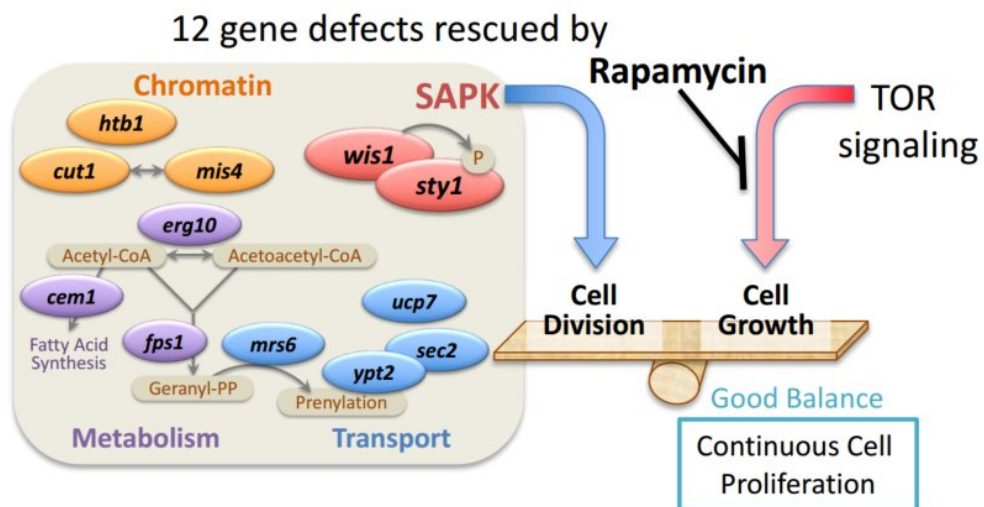 12 gene defects rescued by
Chromatin
htb1
cut1
mis4
SAPK
wis1
P
sty1
erg10
Acetyl-CoA
Acetoacetyl-CoA
cem1
Fatty Acid
Synthesis
fps1
mrs6
ucp7
sec2
ypt2
Geranyl-PP
Prenylation
Metabolism
Transport
Rapamycin
TOR
signaling
Cell
Division
Cell
Growth
Good Balance
Continuous Cell
Proliferation